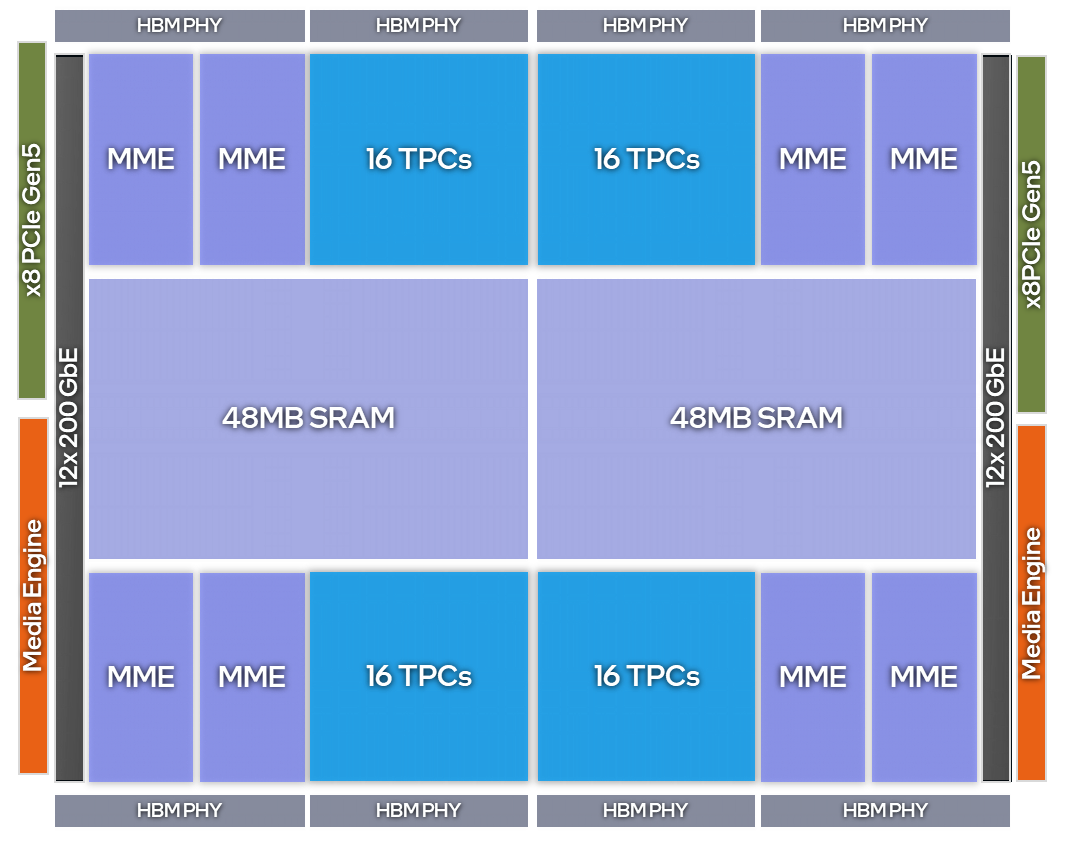 HBM PHY
HBM PHY
HBM PHY
HBM PHY
x8 PCIe Gen5
12x 200 GbE
MME
MME
16 TPCs
16 TPCs
MME
MME
12x 200 GbE
x8PCIe Gen5
48MB SRAM
48MB SRAM
Media Engine
MME
MME
16 TPCs
16 TPCs
MME
MME
Media Engine
HBM PHY
HBM PHY
HBM PHY
HBM PHY